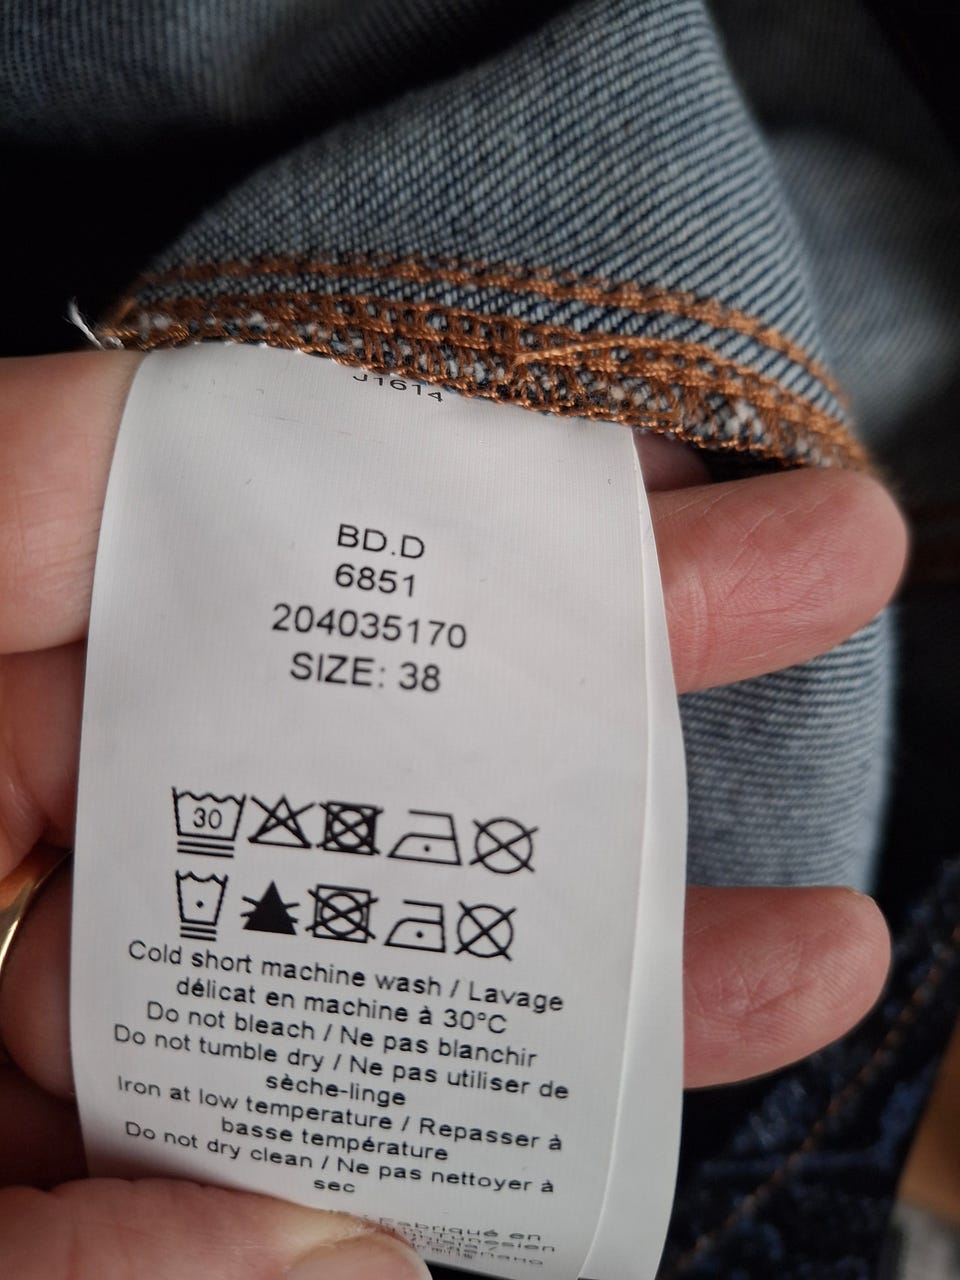 J1614
BD.D
6851
204035170
SIZE: 38
30
Cold short machine wash / Lavage
délicat en machine à 30°C
Do not bleach / Ne pas blanchir
Do not tumble dry / Ne pas utiliser de
sèche-linge
Iron at low temperature / Repasser à
basse température
Do not dry clean / Ne pas nettoyer à
sec
Fabriqué en